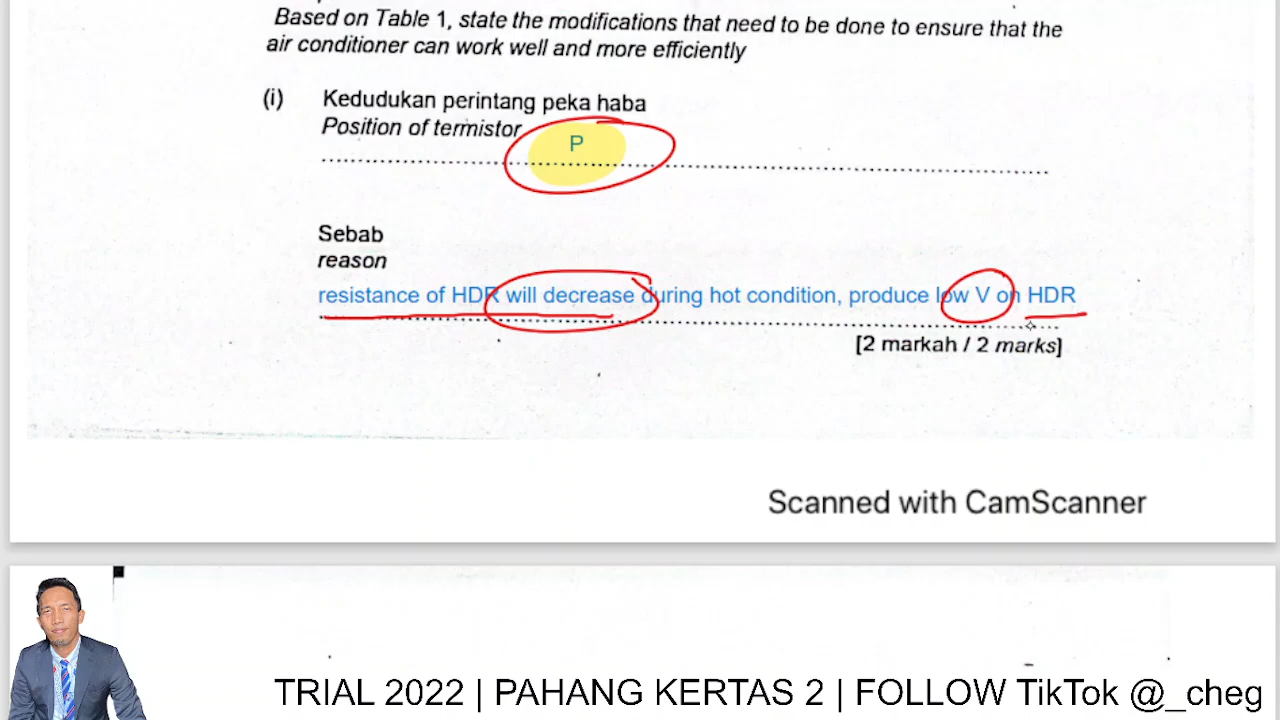 Based on Table 1, state the modifications that need to be done to ensure that the
air conditioner can work well and more efficiently
(i) Kedudukan perintang peka haba
Position of termistor
P
Sebab
reason
resistance of HDR will decrease during hot condition, produce low V on HDR
[2 markah / 2 marks]
Scanned with CamScanner
TRIAL 2022 | PAHANG KERTAS 2 | FOLLOW TikTok @_cheg